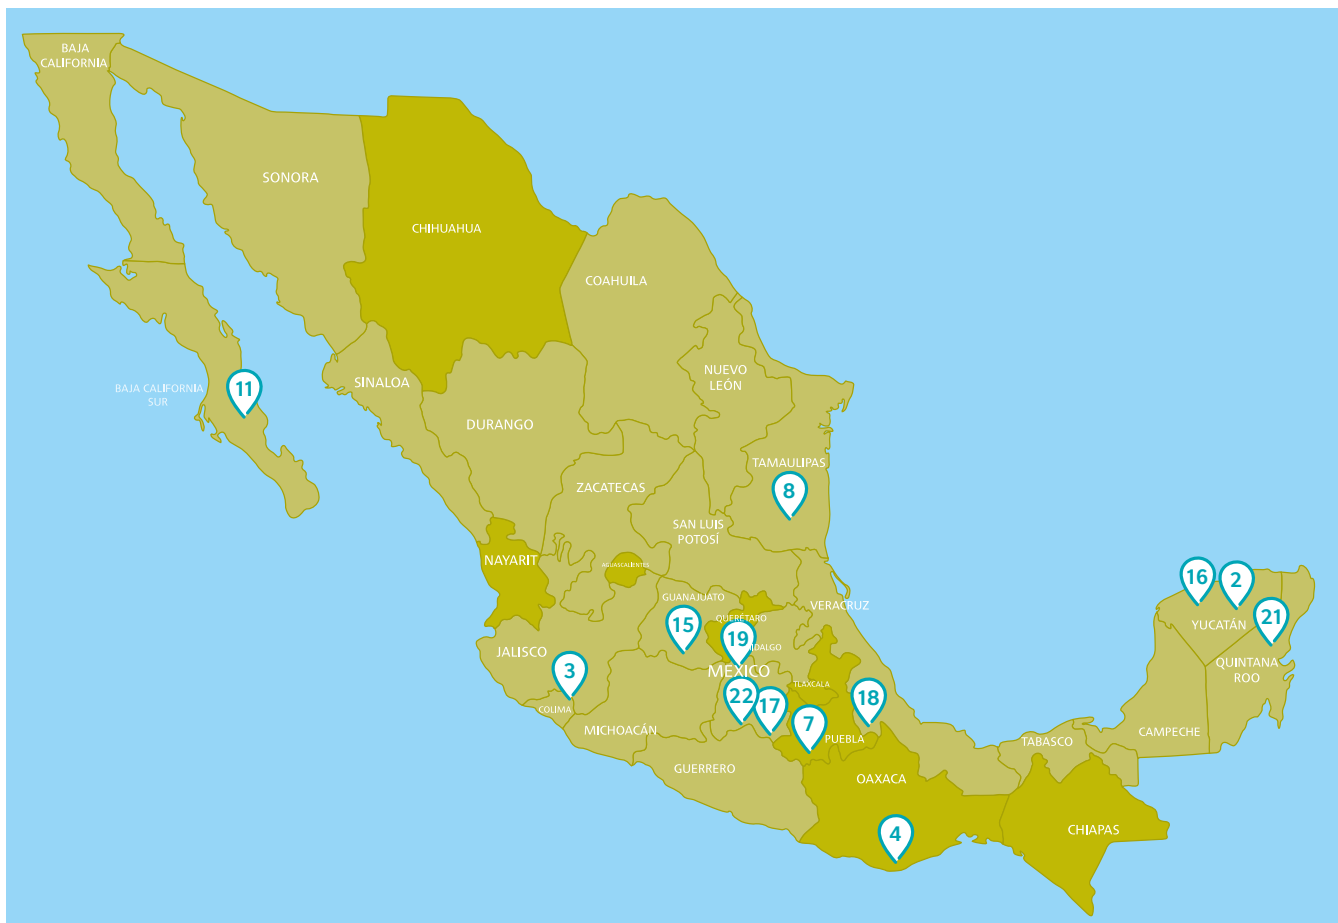 BAJA
CALIFORNÍA
SONORA
CHIHUAHUA
COAHUILA
NUEVO
LEÓN
SINALOA
BAJA CALIFORNIA
SUR
11
DURANGO
TAMAULIPAS
8
ZACATECAS
SAN LUIS
POTOSÍ
NAYARIT
AGUASCALIENTES
GUANAJUATO
15
VERACRUZ
QUERÉTARO
19
IDALGO
16
2
21
YUCATÁN
QUINTANA
ROO
JALISCO
3
COLIMA
MEXICO
TLAXCALA
22
17
7
18
MICHOACÁN
PUEBLA
GUERRERO
OAXACA
4
TABASCO
CAMPECHE
CHIAPAS